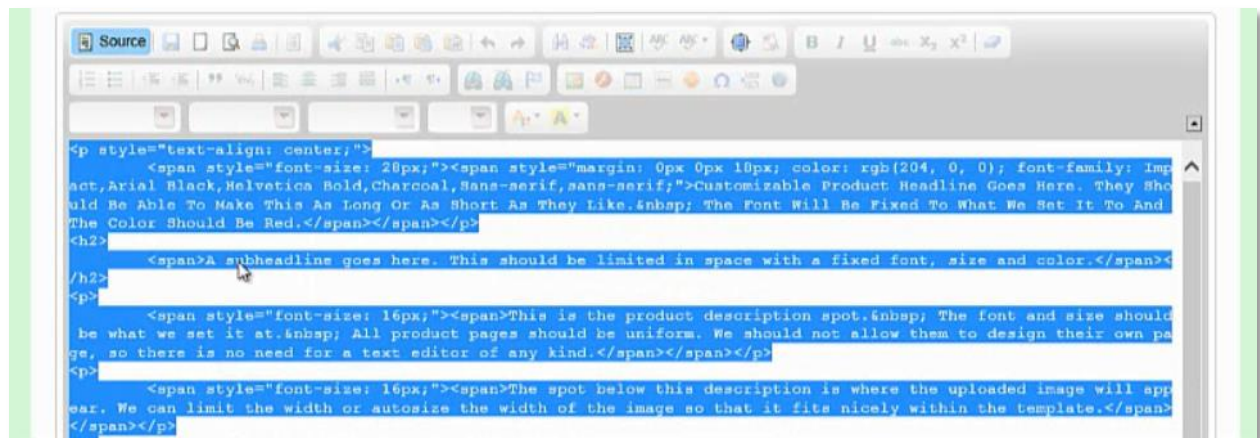 Source
<p style="text-align: center;">
<span style="font-size: 28px;"><span style="margin: 0px 0px 10px; color: rgb(204, 0, 0); font-family: Imp
act,Arial Black,Helvetica Bold,Charcoal,Sans-serif,sans-serif;">Customizable Product Headline Goes Here. They Sho
uld Be Able To Make This As Long Or As Short As They Like.&nbsp; The Font Will Be Fixed To What We Set It To And
The Color Should Be Red.</span></span></p>
<h2>
<span>A subheadline goes here. This should be limited in space with a fixed font, size and color.</span><
/h2>
<p>
<span style="font-size: 16px;"><span>This is the product description spot.&nbsp; The font and size should
be what we set it at.&nbsp; All product pages should be uniform. We should not allow them to design their own pa
ge, so there is no need for a text editor of any kind.</span></span></p>
<p>
<span style="font-size: 16px;"><span>The spot below this description is where the uploaded image will app
ear. We can limit the width or autosize the width of the image so that it fits nicely within the template.</span>
</span></p>